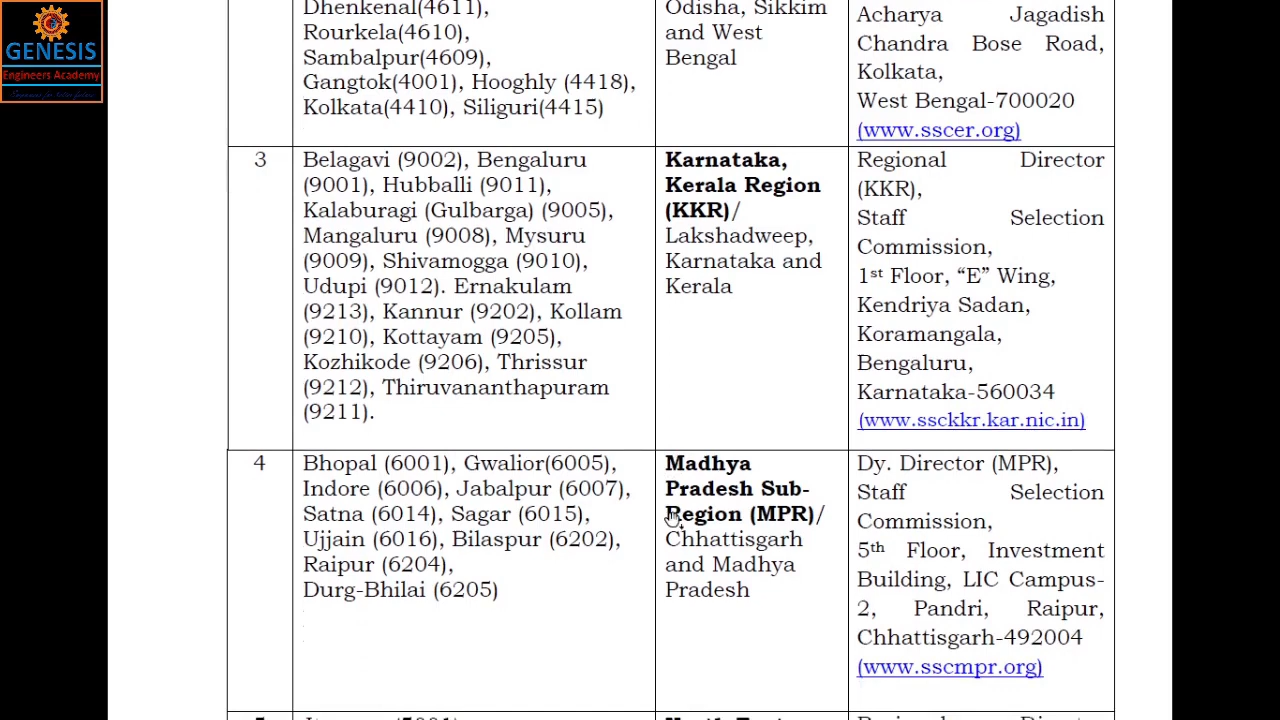 GENESIS
Engineers Academy
Dhenkenal(4611),
Rourkela(4610),
Sambalpur(4609),
Gangtok(4001), Hooghly (4418),
Kolkata(4410), Siliguri(4415)
Odisha, Sikkim
and West
Bengal
Acharya Jagadish
Chandra Bose Road,
Kolkata,
West Bengal-700020
(www.sscer.org)
3
Belagavi (9002), Bengaluru
(9001), Hubballi (9011),
Kalaburagi (Gulbarga) (9005),
Mangaluru (9008), Mysuru
(9009), Shivamogga (9010),
Udupi (9012). Ernakulam
(9213), Kannur (9202), Kollam
(9210), Kottayam (9205),
Kozhikode (9206), Thrissur
(9212), Thiruvananthapuram
(9211).
Karnataka,
Kerala Region
(KKR)/
Lakshadweep,
Karnataka and
Kerala
Regional Director
(KKR),
Staff Selection
Commission,
1st Floor, “E” Wing,
Kendriya Sadan,
Koramangala,
Bengaluru,
Karnataka-560034
(www.ssckkr.kar.nic.in)
4
Bhopal (6001), Gwalior(6005),
Indore (6006), Jabalpur (6007),
Satna (6014), Sagar (6015),
Ujjain (6016), Bilaspur (6202),
Raipur (6204),
Durg-Bhilai (6205)
Madhya
Pradesh Sub-
Region (MPR)/
Chhattisgarh
and Madhya
Pradesh
Dy. Director (MPR),
Staff Selection
Commission,
5th Floor, Investment
Building, LIC Campus-
2, Pandri, Raipur,
Chhattisgarh-492004
(www.sscmpr.org)